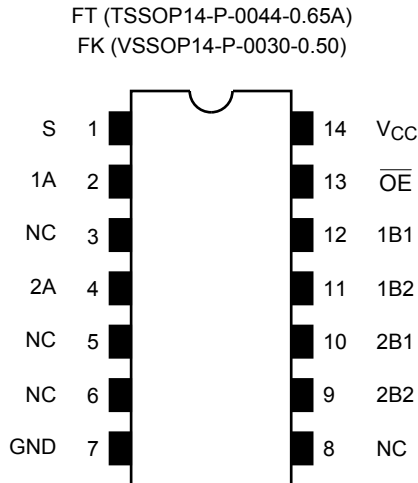 FT (TSSOP14-P-0044-0.65A)
FK (VSSOP14-P-0030-0.50)
S 1 14 VCC
1A 2 13 OE
NC 3 12 1B1
2A 4 11 1B2
NC 5 10 2B1
NC 6 9 2B2
GND 7 8 NC